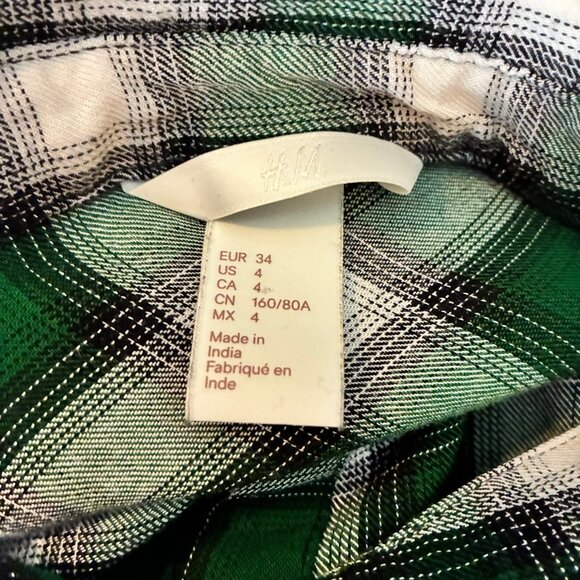 H&M
EUR 34
US 4
CA 4
CN 160/80A
MX 4
Made in
India
Fabriqué en
Inde